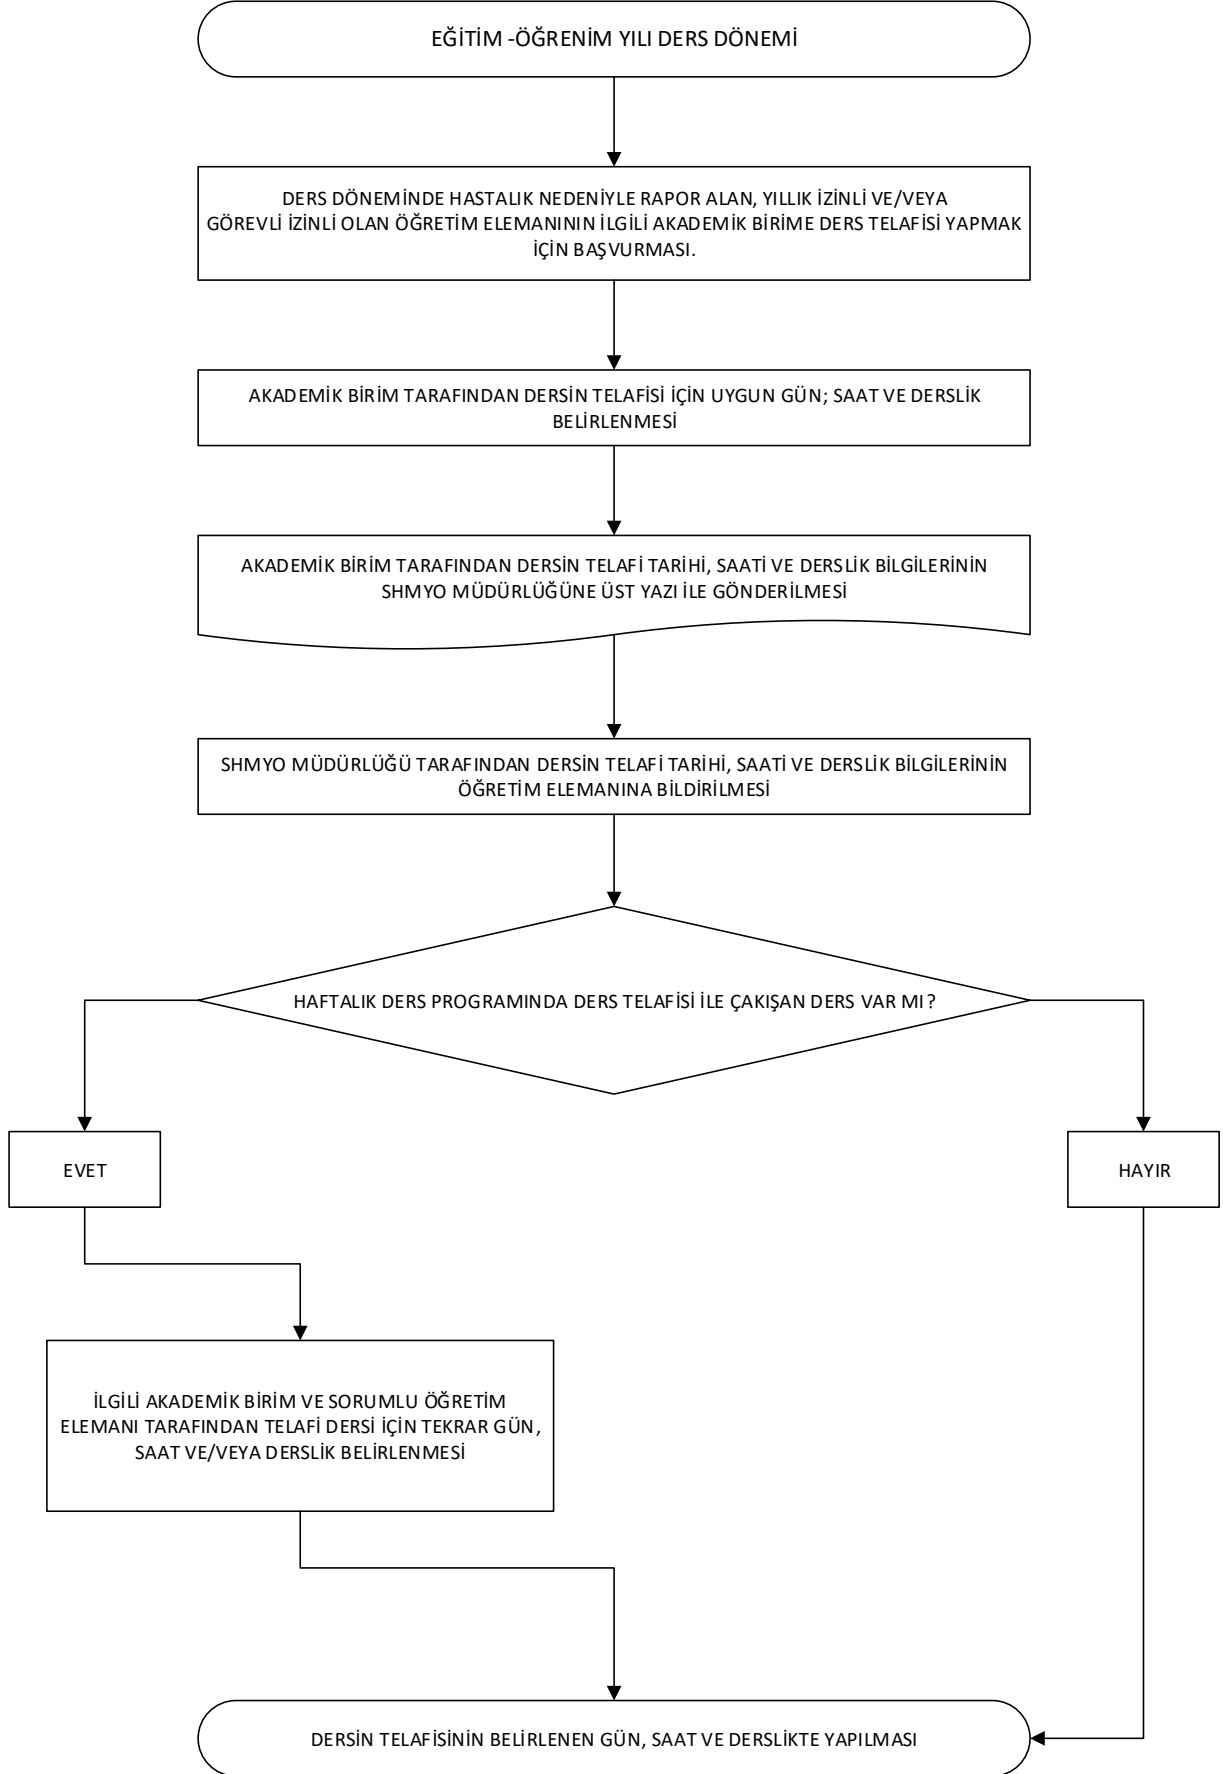 EĞİTİM -ÖĞRENİM YILI DERS DÖNEMİ
DERS DÖNEMİNDE HASTALIK NEDENİYLE RAPOR ALAN, YILLIK İZİNLİ VE/VEYA
GÖREVLİ İZİNLİ OLAN ÖĞRETİM ELEMANININ İLGİLİ AKADEMİK BİRİME DERS TELAFİSİ YAPMAK
İÇİN BAŞVURMASI.
AKADEMİK BİRİM TARAFINDAN DERSİN TELAFİSİ İÇİN UYGUN GÜN; SAAT VE DERSLİK
BELİRLENMESİ
AKADEMİK BİRİM TARAFINDAN DERSİN TELAFİ TARİHİ, SAATİ VE DERSLİK BİLGİLERİNİN
SHMYO MÜDÜRLÜĞÜNE ÜST YAZI İLE GÖNDERİLMESİ
SHMYO MÜDÜRLÜĞÜ TARAFINDAN DERSİN TELAFİ TARİHİ, SAATİ VE DERSLİK BİLGİLERİNİN
ÖĞRETİM ELEMANINA BİLDİRİLMESİ
HAFTALIK DERS PROGRAMINDA DERS TELAFİSİ İLE ÇAKIŞAN DERS VAR MI ?
EVET
HAYIR
İLGİLİ AKADEMİK BİRİM VE SORUMLU ÖĞRETİM
ELEMANI TARAFINDAN TELAFİ DERSİ İÇİN TEKRAR GÜN,
SAAT VE/VEYA DERSLİK BELİRLENMESİ
DERSİN TELAFİSİNİN BELİRLENEN GÜN, SAAT VE DERSLİKTE YAPILMASI